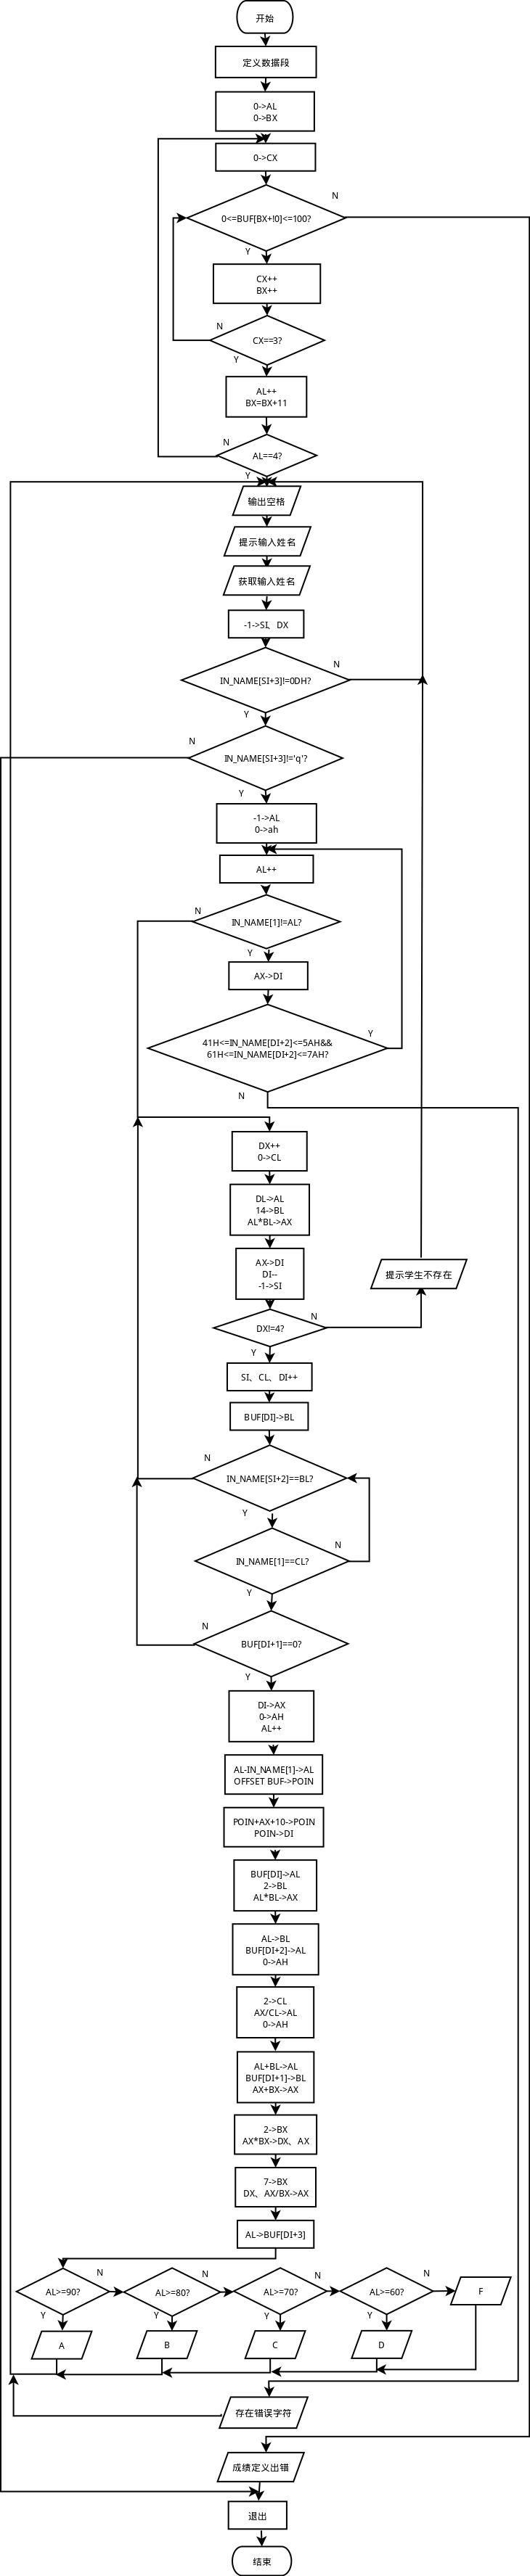 开始
定义数据段
0->AL
0->BX
0->CX
N
0<=BUF[BX+!0]<=100?
Y
CX++
BX++
N
CX==3?
Y
AL++
BX=BX+11
N
AL==4?
Y
输出空格
提示输入姓名
获取输入姓名
-1->SI、DX
N
IN_NAME[SI+3]!=0DH?
Y
N
IN_NAME[SI+3]!='q'?
Y
-1->AL
0->ah
AL++
N
IN_NAME[1]!=AL?
Y
AX->DI
Y
41H<=IN_NAME[DI+2]<=5AH&&
61H<=IN_NAME[DI+2]<=7AH?
N
DX++
0->CL
DL->AL
14->BL
AL*BL->AX
AX->DI
DI--
-1->SI
提示学生不存在
N
DX!=4?
Y
SI、CL、DI++
BUF[DI]->BL
N
IN_NAME[SI+2]==BL?
Y
N
IN_NAME[1]==CL?
Y
N
BUF[DI+1]==0?
Y
DI->AX
0->AH
AL++
AL-IN_NAME[1]->AL
OFFSET BUF->POIN
POIN+AX+10->POIN
POIN->DI
BUF[DI]->AL
2->BL
AL*BL->AX
AL->BL
BUF[DI+2]->AL
0->AH
2->CL
AX/CL->AL
0->AH
AL+BL->AL
BUF[DI+1]->BL
AX+BX->AX
2->BX
AX*BX->DX、AX
7->BX
DX、AX/BX->AX
AL->BUF[DI+3]
N
N
N
N
AL>=90?
AL>=80?
AL>=70?
AL>=60?
F
Y
Y
Y
Y
A
B
C
D
存在错误字符
成绩定义出错
退出
结束